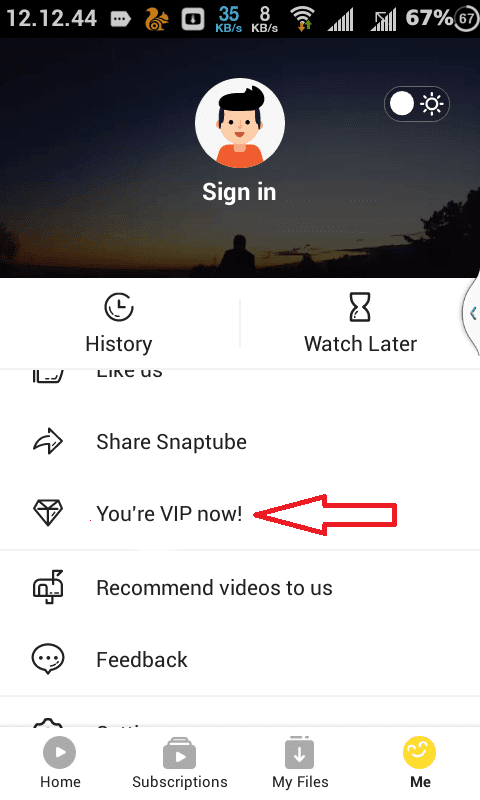 12.12.44 35 KB/s 8 KB/s 67% 67
Sign in
History Watch Later
Like us
Share Snaptube
You're VIP now!
Recommend videos to us
Feedback
Home Subscriptions My Files Me